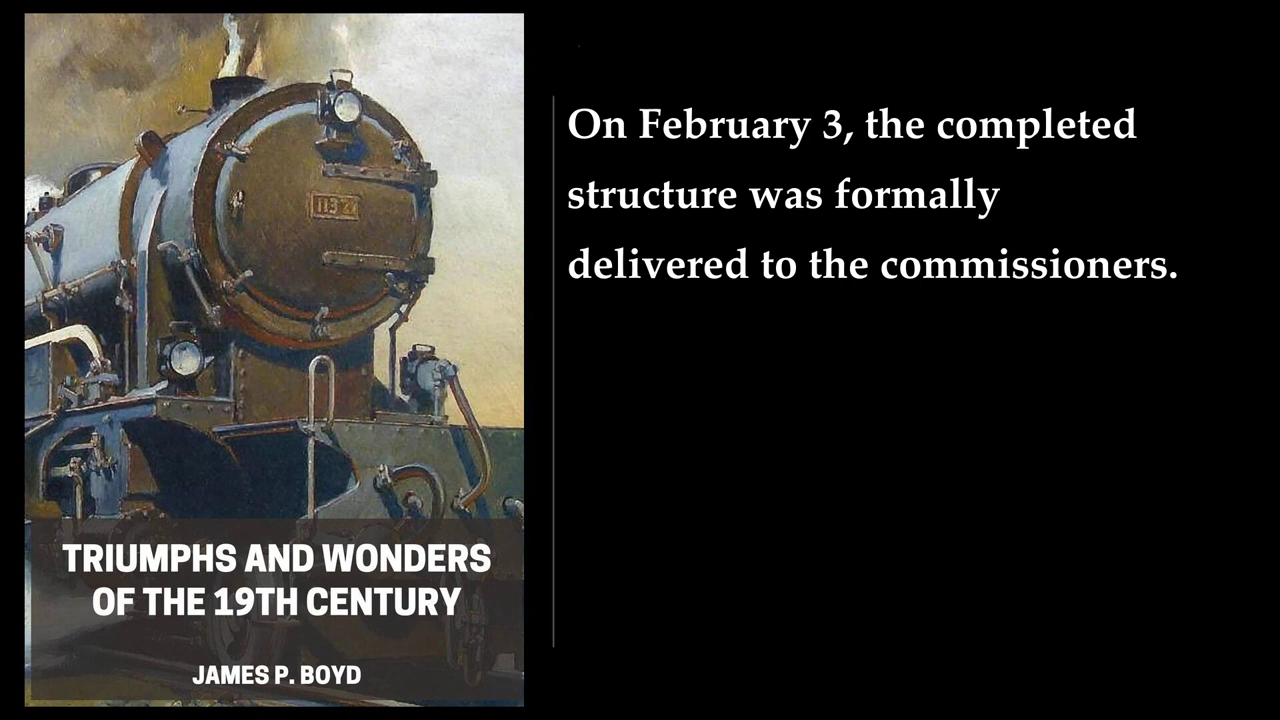 On February 3, the completed
structure was formally
delivered to the commissioners.
TRIUMPHS AND WONDERS
OF THE 19TH CENTURY
JAMES P. BOYD